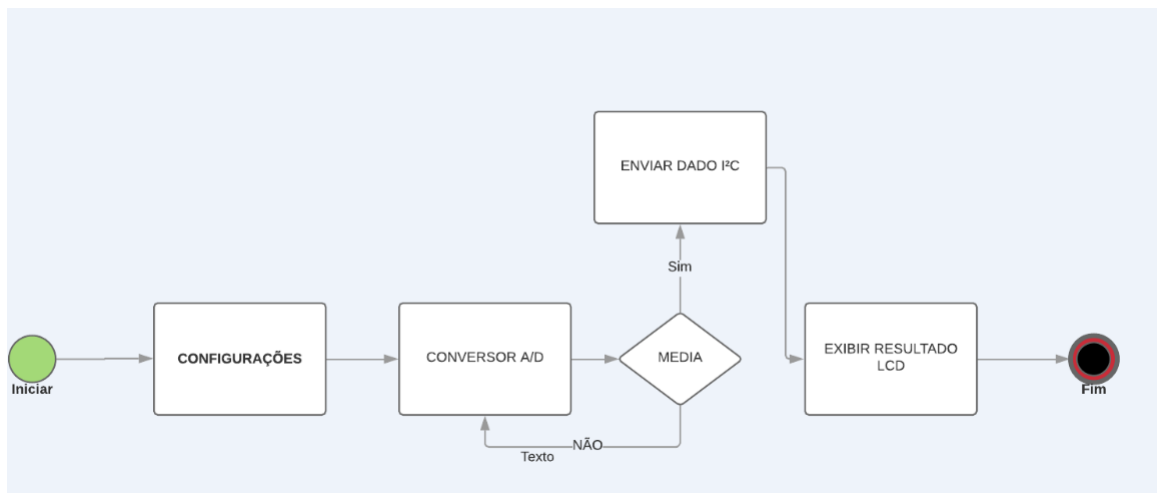 ENVIAR DADO I²C
Sim
Iniciar
CONFIGURAÇÕES
CONVERSOR A/D
MEDIA
EXIBIR RESULTADO
LCD
Fim
NÃO
Texto